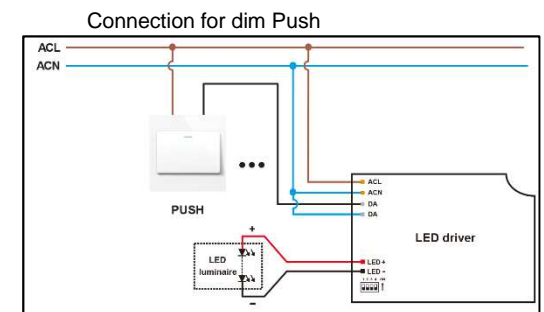 Connection for dim Push
ACL
ACN
PUSH
ACL
ACN
DA
DA
LED driver
+
LED
luminaire
–
LED +
LED –